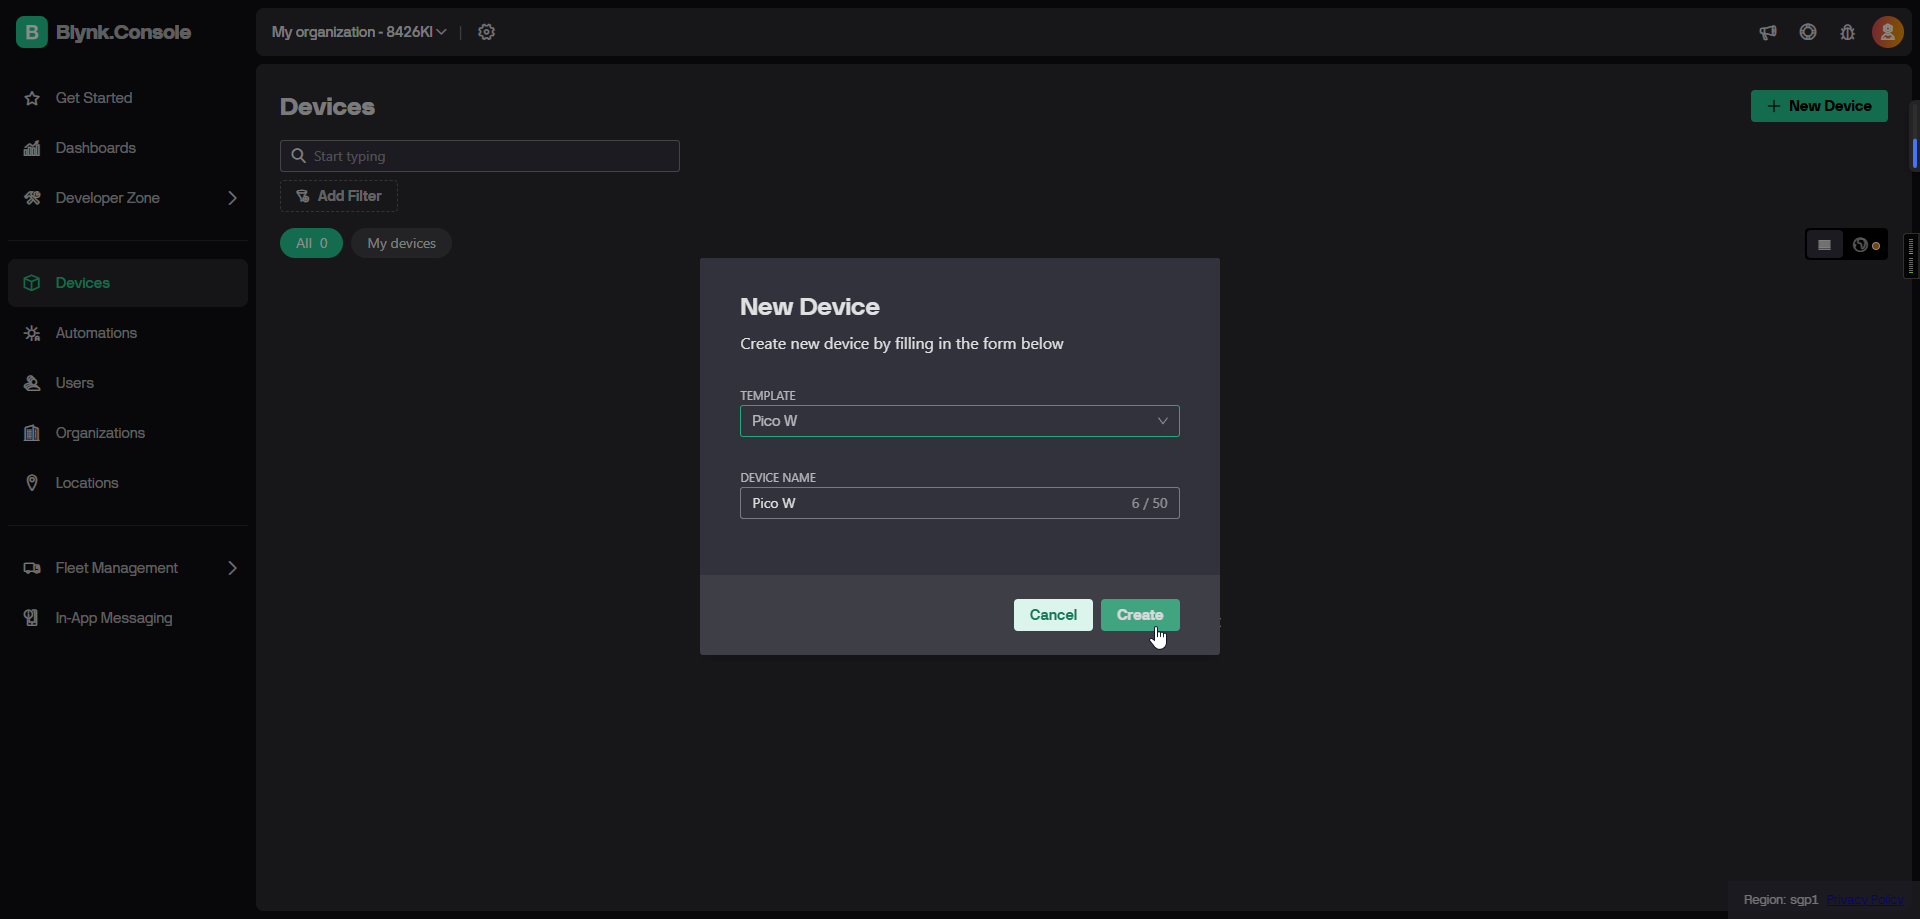 B Blynk.Console
My organization - 8426KI
Get Started
Dashboards
Developer Zone
Devices
Automations
Users
Organizations
Locations
Fleet Management
In-App Messaging
Devices
New Device
Start typing
Add Filter
All 0
My devices
New Device
Create new device by filling in the form below
TEMPLATE
Pico W
DEVICE NAME
Pico W
6 / 50
Cancel
Create
Region: sgp1 Privacy Policy